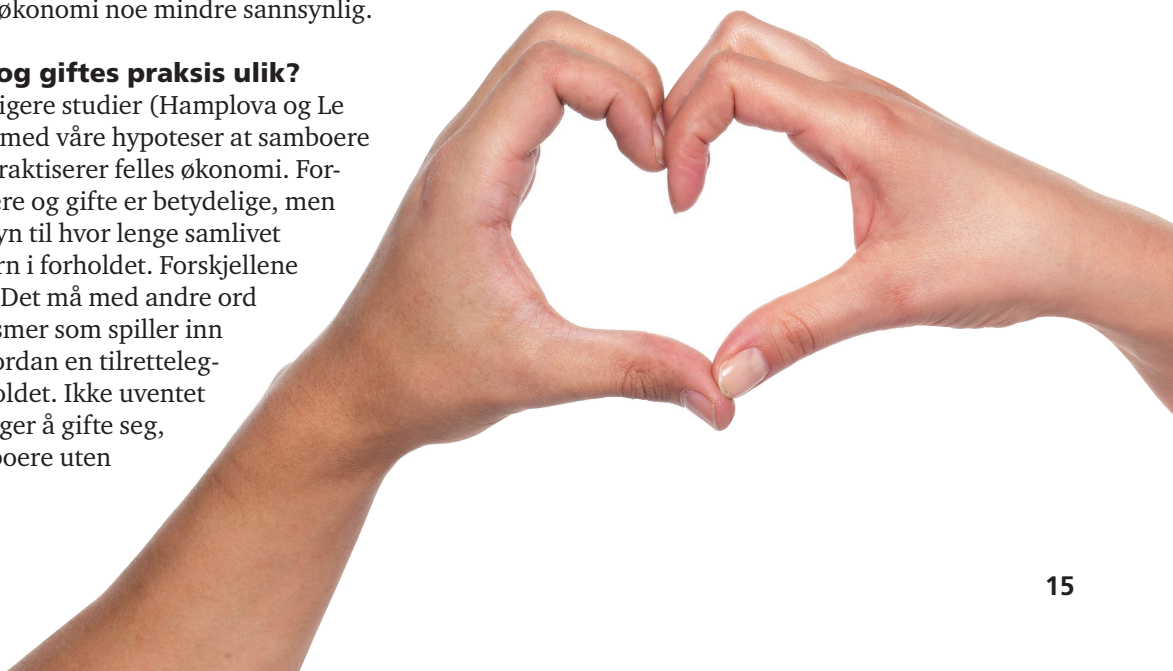 økonomi noe mindre sannsynlig.
og giftes praksis ulik?
igere studier (Hamplova og Le
med våre hypoteser at samboere
raktiserer felles økonomi. For-
ere og gifte er betydelige, men
yn til hvor lenge samlivet
rn i forholdet. Forskjellene
Det må med andre ord
smer som spiller inn
ordan en tilretteleg-
oldet. Ikke uventet
ger å gifte seg,
boere uten
15